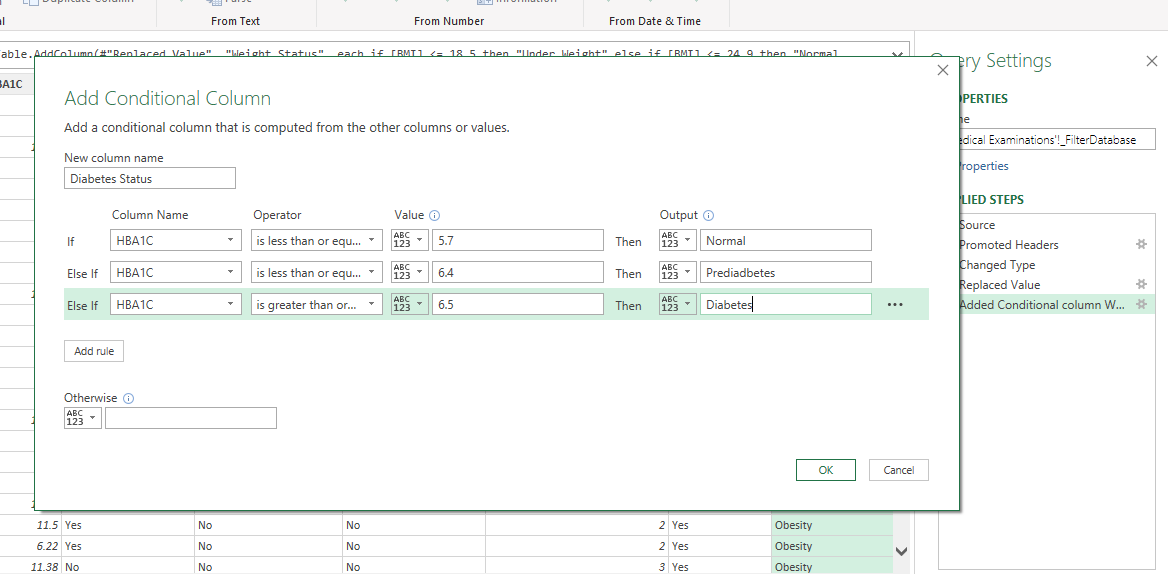 Duplicate Column Parse Information
From Text From Number From Date & Time
able.AddColumn(#"Replaced Value", "Weight Status", each if [BMI] <= 18.5 then "Under Weight" else if [BMI] <= 24.9 then "Normal
BA1C
ery Settings
OPERTIES
me
edical Examinations'!_FilterDatabase
Properties
PLIED STEPS
Source
Promoted Headers
Changed Type
Replaced Value
Added Conditional column W...
Add Conditional Column
Add a conditional column that is computed from the other columns or values.
New column name
Diabetes Status
Column Name Operator Value Output
If HBA1C is less than or equ... ABC 123 5.7 Then ABC 123 Normal
Else If HBA1C is less than or equ... ABC 123 6.4 Then ABC 123 Prediadbetes
Else If HBA1C is greater than or... ABC 123 6.5 Then ABC 123 Diabetes ...
Add rule
Otherwise
ABC 123
OK Cancel
11.5 Yes No No 2 Yes Obesity
6.22 Yes No No 2 Yes Obesity
11.38 No No No 3 Yes Obesity